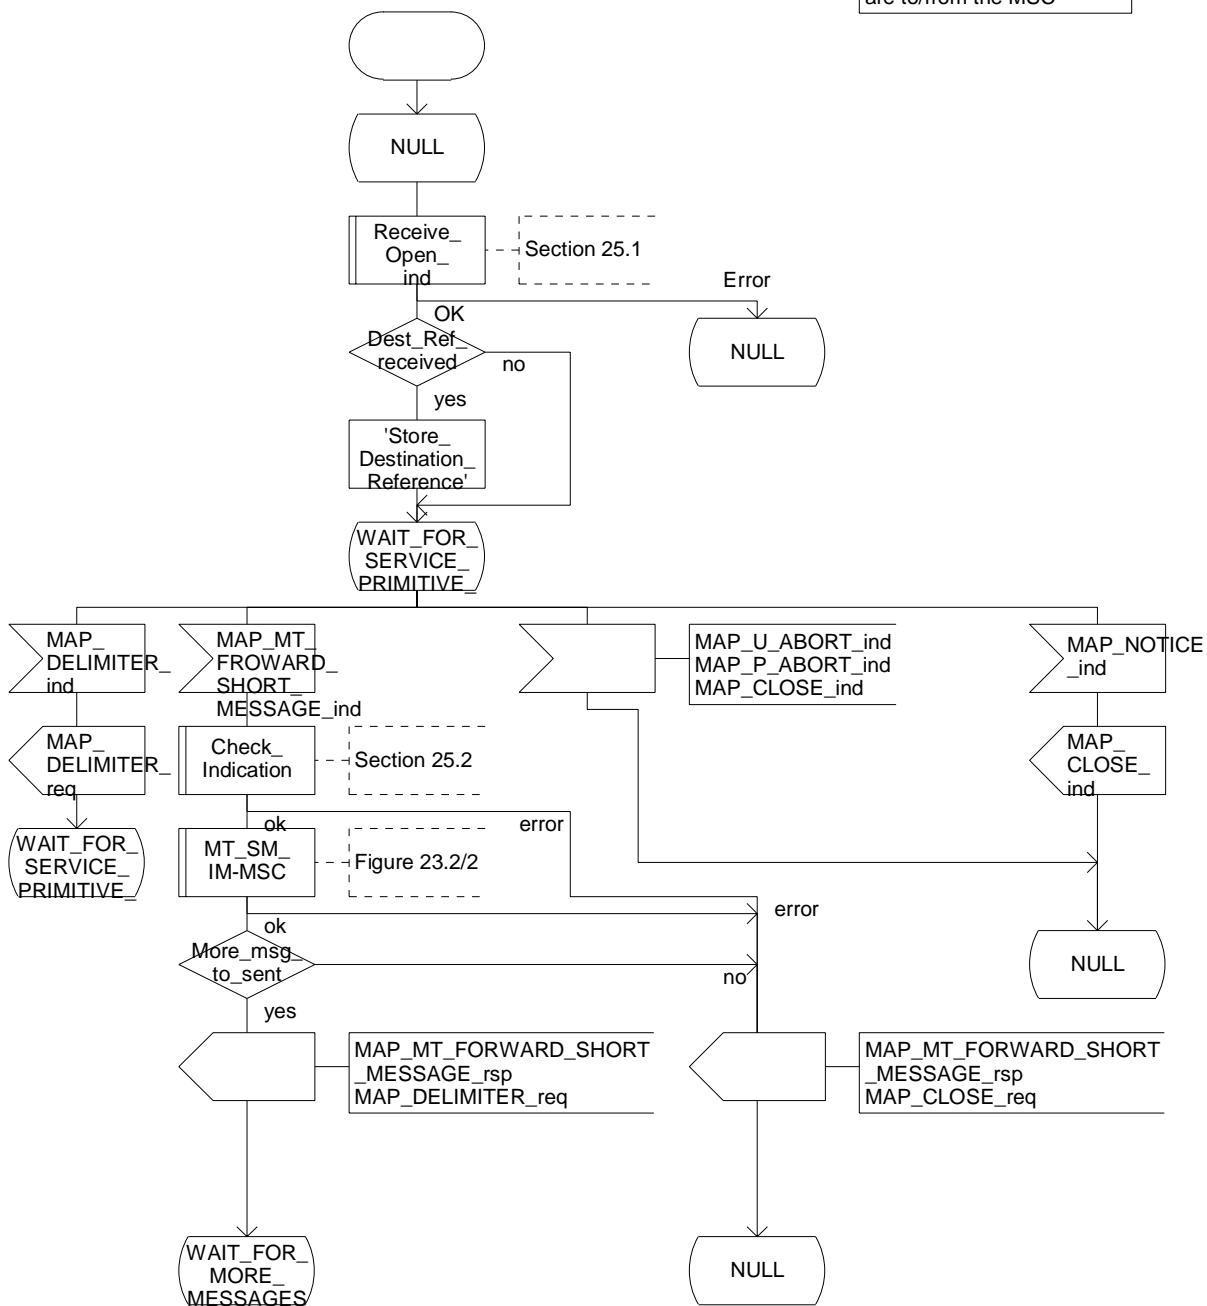 are to/from the MSC
NULL
Receive_
Open_
ind
Section 25.1
Error
OK
Dest_Ref_
received
no
NULL
yes
'Store_
Destination_
Reference'
WAIT_FOR_
SERVICE_
PRIMITIVE_
MAP_
DELIMITER_
ind
MAP_MT_
FROWARD_
SHORT_
MESSAGE_ind
MAP_U_ABORT_ind
MAP_P_ABORT_ind
MAP_CLOSE_ind
MAP_NOTICE
_ind
MAP_
DELIMITER_
req
Check_
Indication
Section 25.2
MAP_
CLOSE_
ind
ok
error
WAIT_FOR_
SERVICE_
PRIMITIVE_
MT_SM_
IM-MSC
Figure 23.2/2
ok
error
More_msg_
to_sent
no
NULL
yes
MAP_MT_FORWARD_SHORT
_MESSAGE_rsp
MAP_DELIMITER_req
MAP_MT_FORWARD_SHORT
_MESSAGE_rsp
MAP_CLOSE_req
WAIT_FOR_
MORE_
MESSAGES
NULL